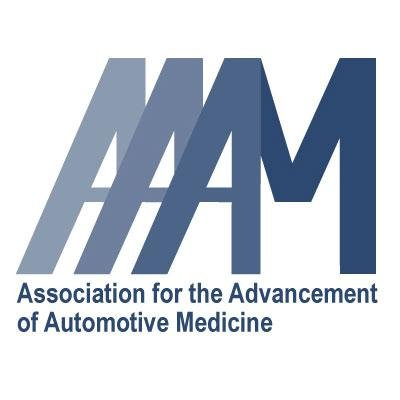 AAAM
Association for the Advancement
of Automotive Medicine